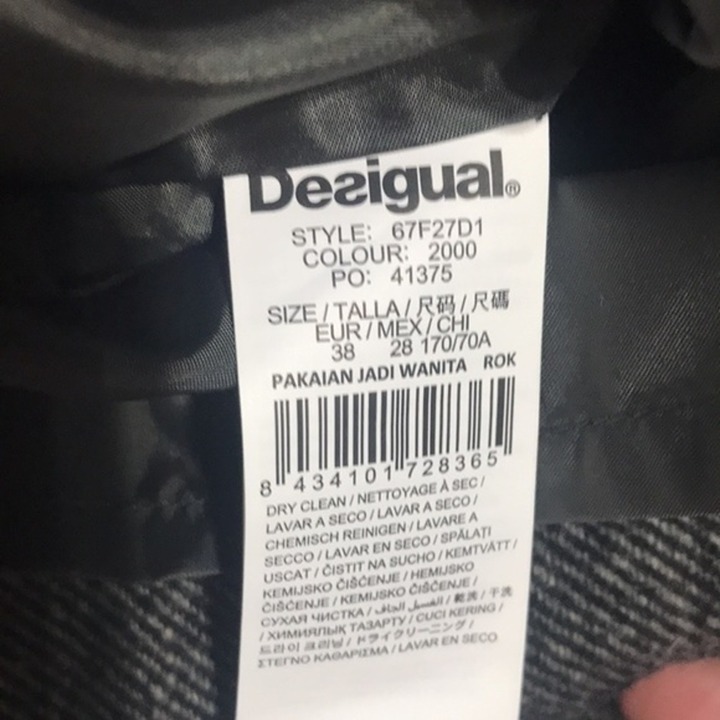 Desigual®
STYLE: 67F27D1
COLOUR: 2000
PO: 41375
SIZE / TALLA / 尺码 / 尺碼
EUR / MEX / CHI
38 28 170/70A
PAKAIAN JADI WANITA ROK
8 434101 728365
DRY CLEAN / NETTOYAGE À SEC /
LAVAR A SECO / LAVAR A SECO /
CHEMISCH REINIGEN / LAVARE A
SECCO / LAVAR EN SECO / SPĂLAȚI
USCAT / ČISTIT NA SUCHO / KEMTVÄTT /
KEMIJSKO ČIŠČENJE / HEMIJSKO
ČIŠĆENJE / KEMIJSKO ČIŠĆENJE /
СУХАЯ ЧИСТКА / الغسيل الجاف / 乾洗 / 干洗
/ ХИМИЯЛЫҚ ТАЗАРТУ / CUCI KERING /
드라이 크리닝 / ドライクリーニング /
ΣΤΕΓΝΟ ΚΑΘΑΡΙΣΜΑ / LAVAR EN SECO